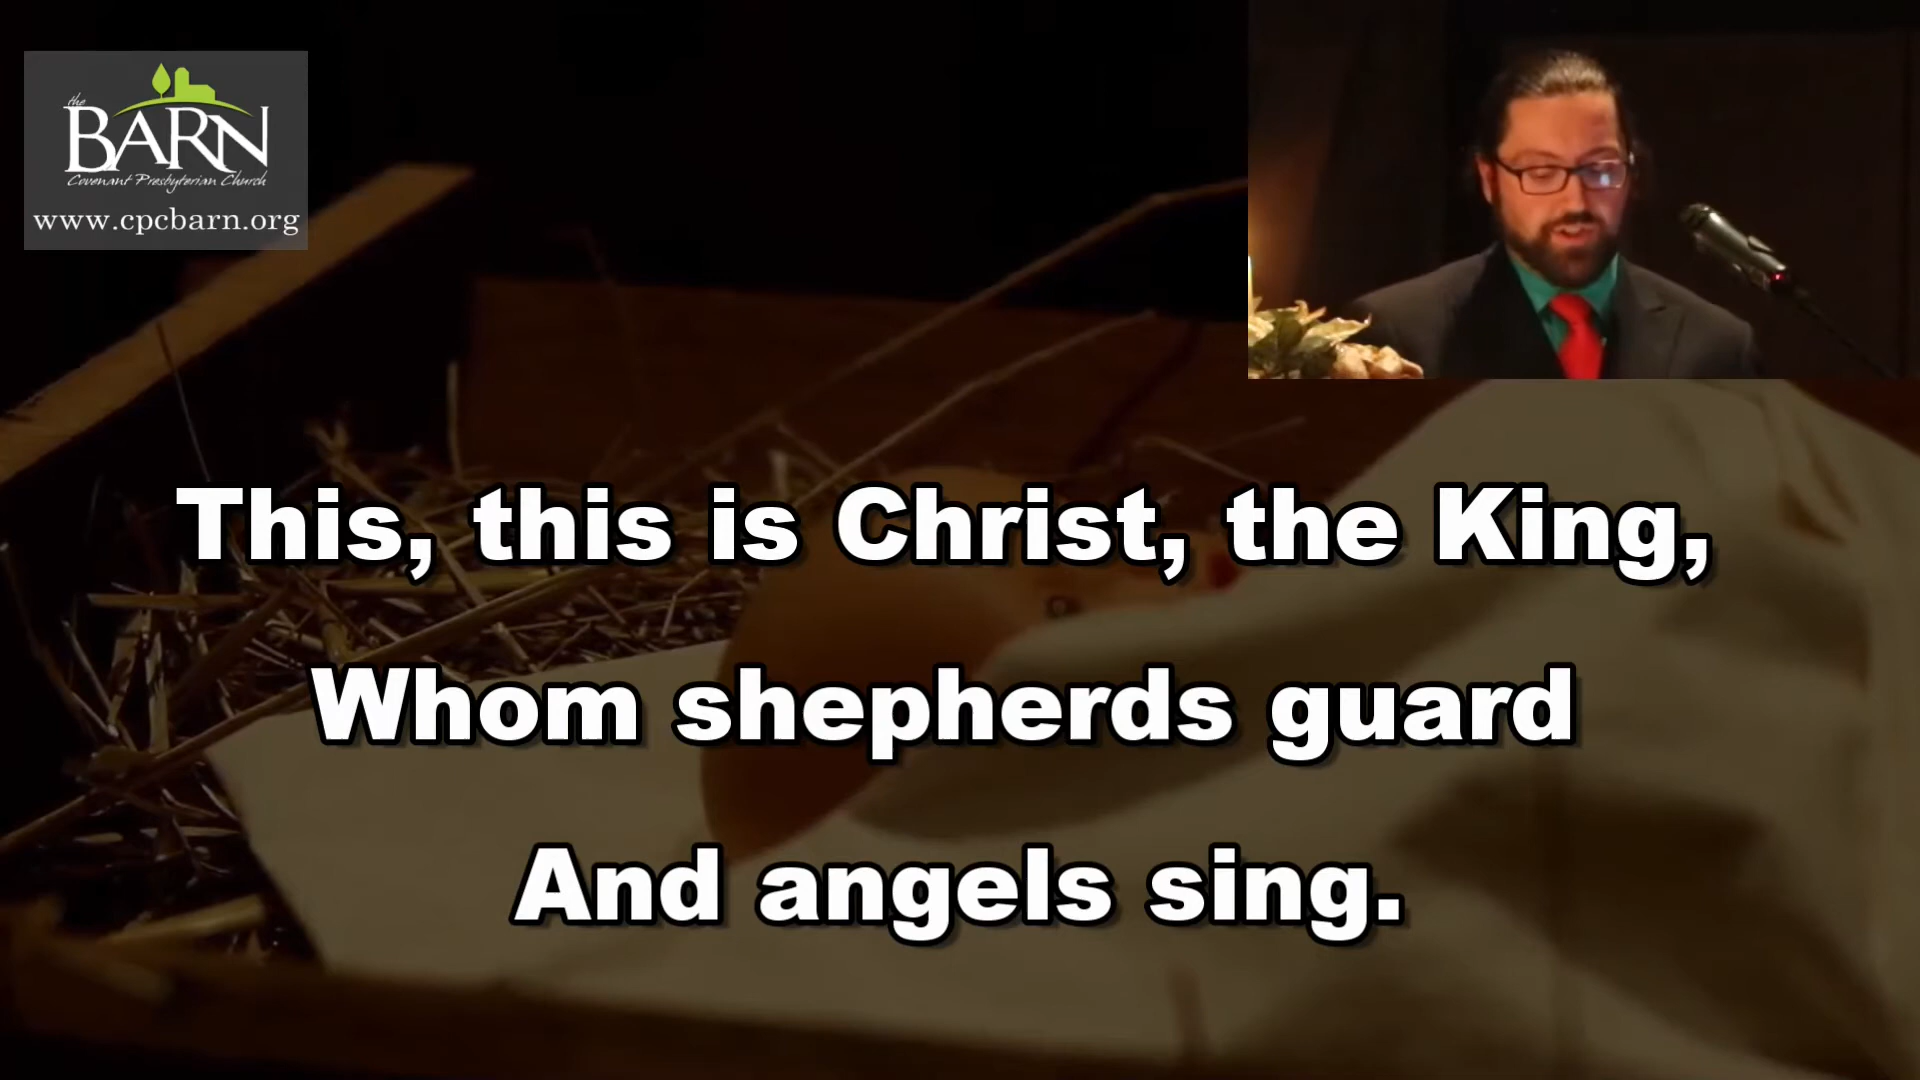 the
BARN
Covenant Presbyterian Church
www.cpcbarn.org
This, this is Christ, the King,
Whom shepherds guard
And angels sing.